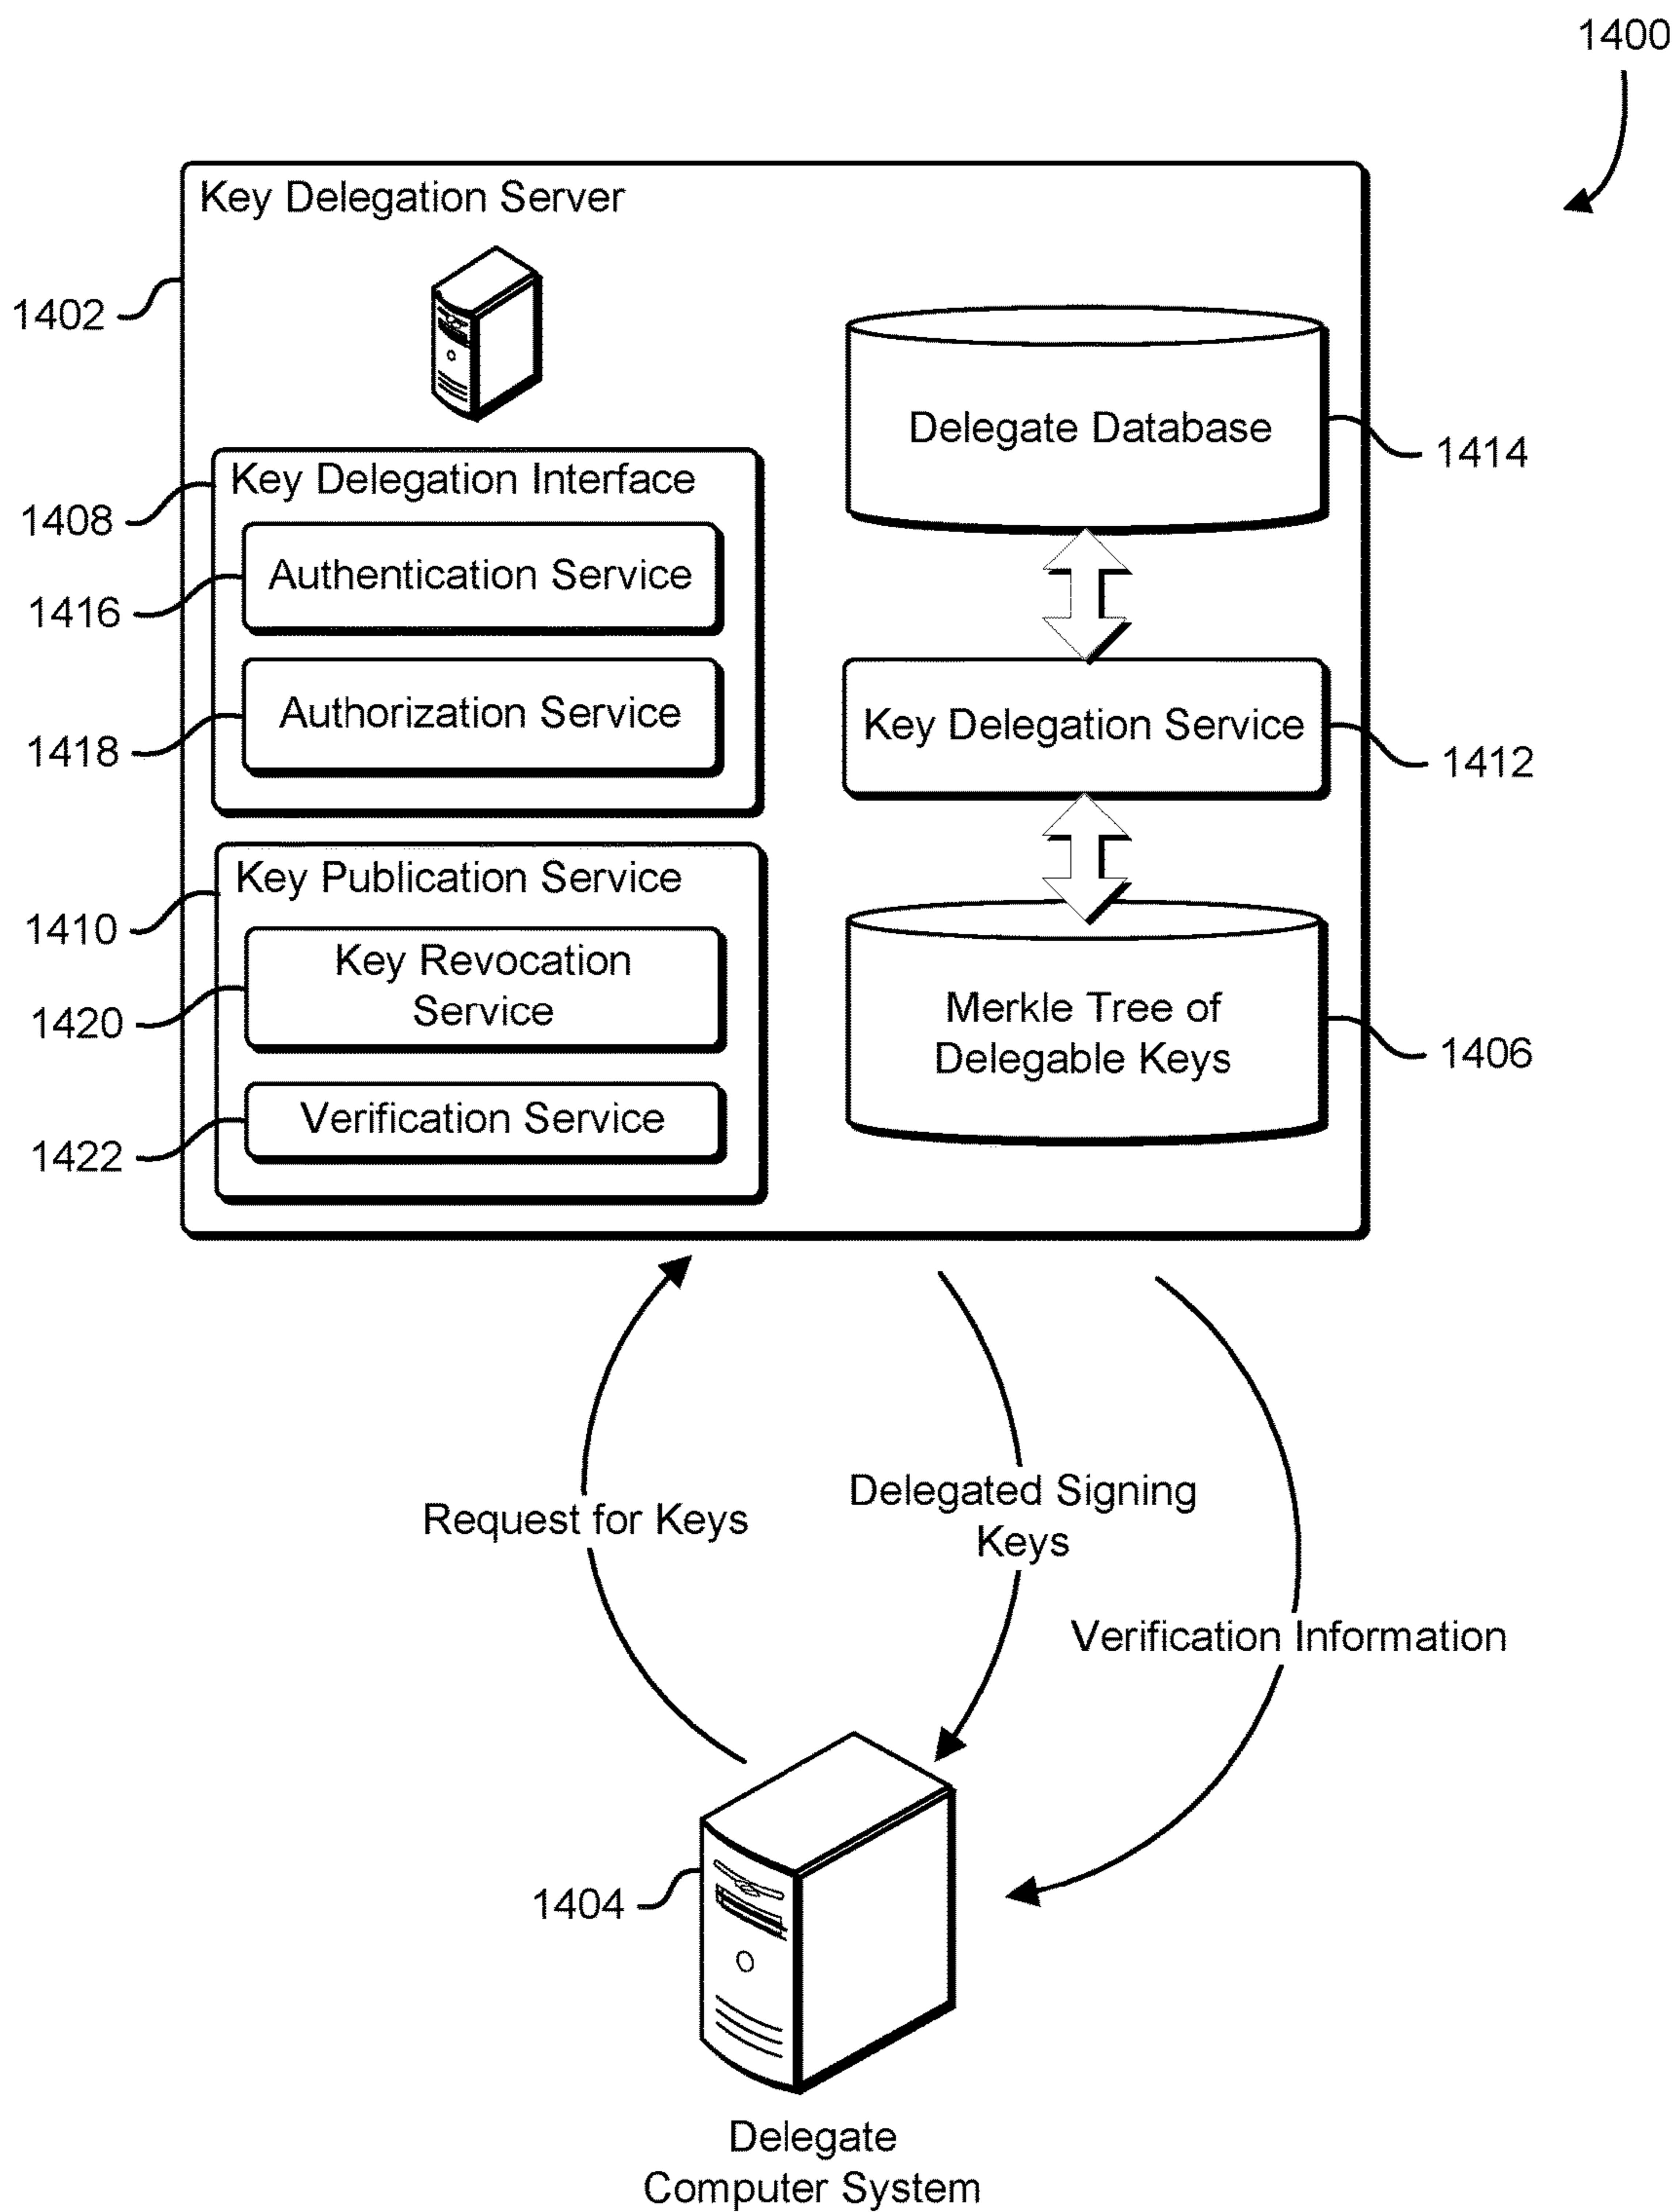 1400
Key Delegation Server
1402
Delegate Database
1414
Key Delegation Interface
1408
Authentication Service
1416
Authorization Service
1418
Key Delegation Service
1412
Key Publication Service
1410
Key Revocation
Service
1420
Merkle Tree of
Delegable Keys
1406
Verification Service
1422
Request for Keys
Delegated Signing
Keys
Verification Information
1404
Delegate
Computer System